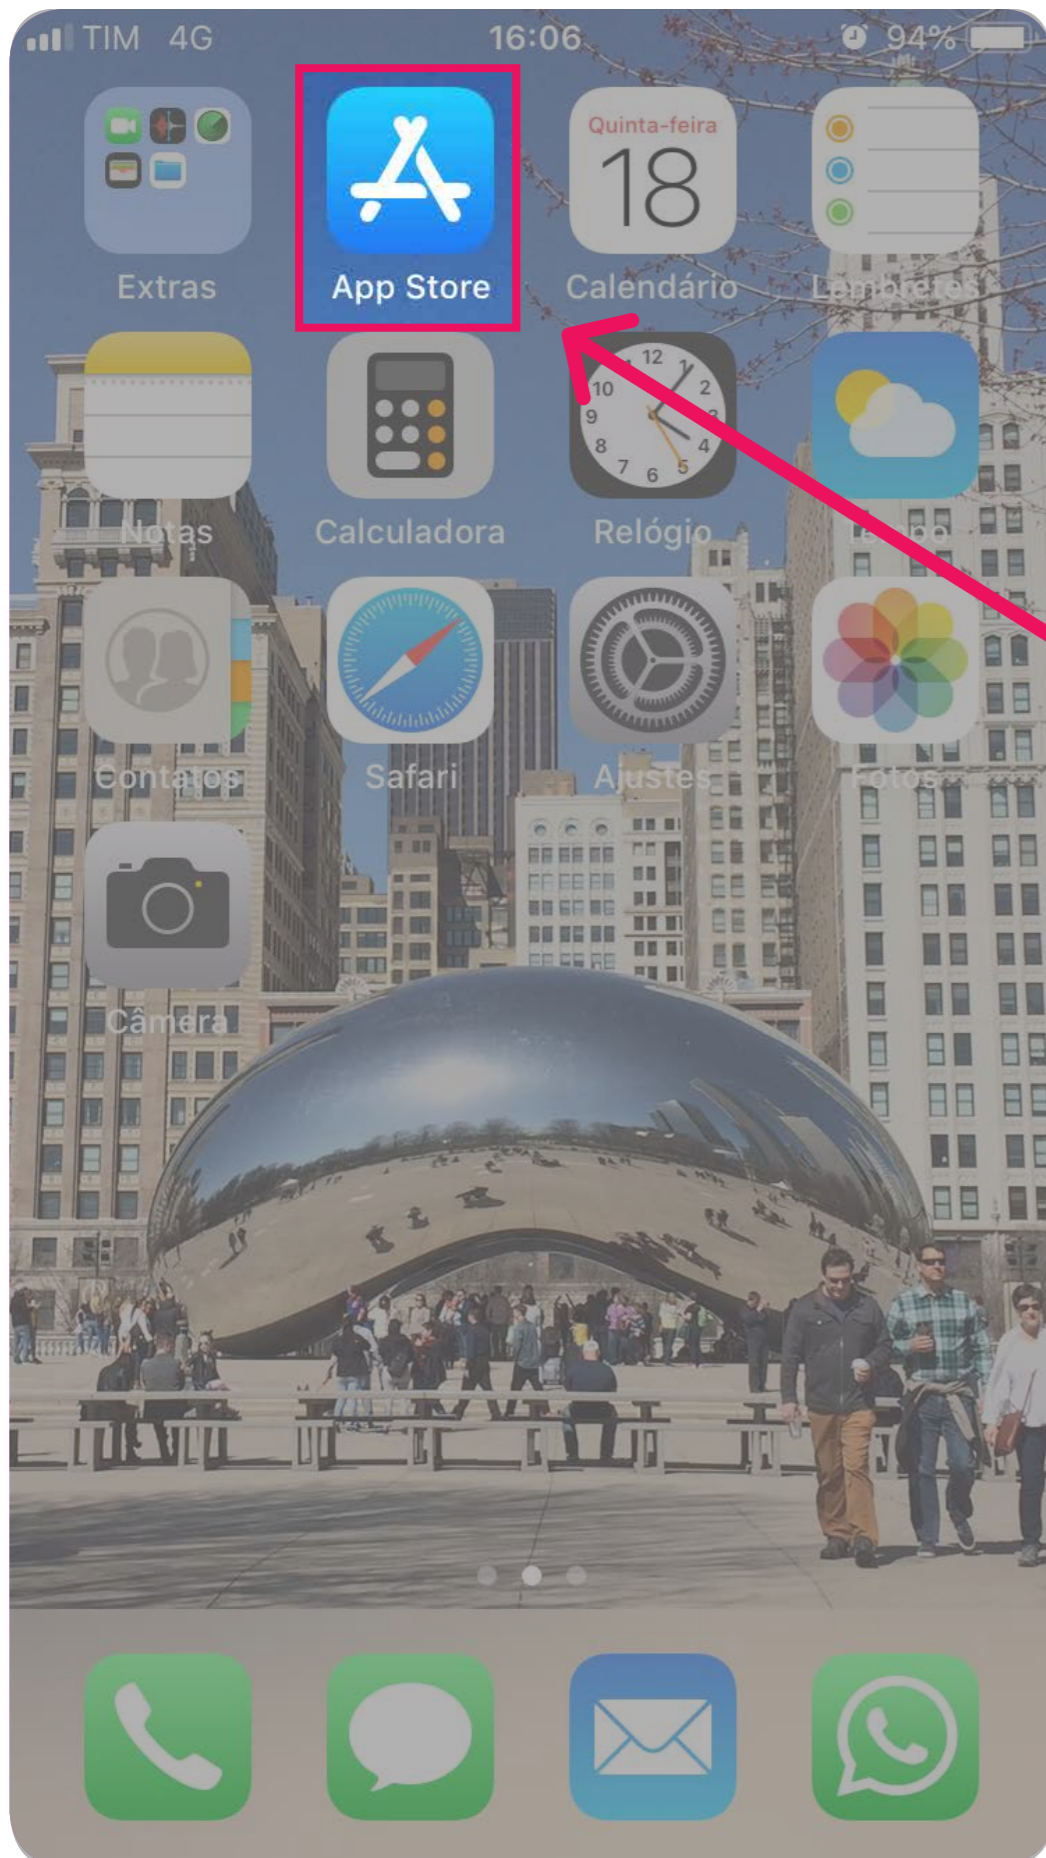 TIM 4G 16:06 94%
Quinta-feira
18
Extras App Store Calendário Lembretes
12
1
10 2
9 3
8 4
7 6 5
Notas Calculadora Relógio Tempo
Contatos Safari Ajustes Fotos
Câmera